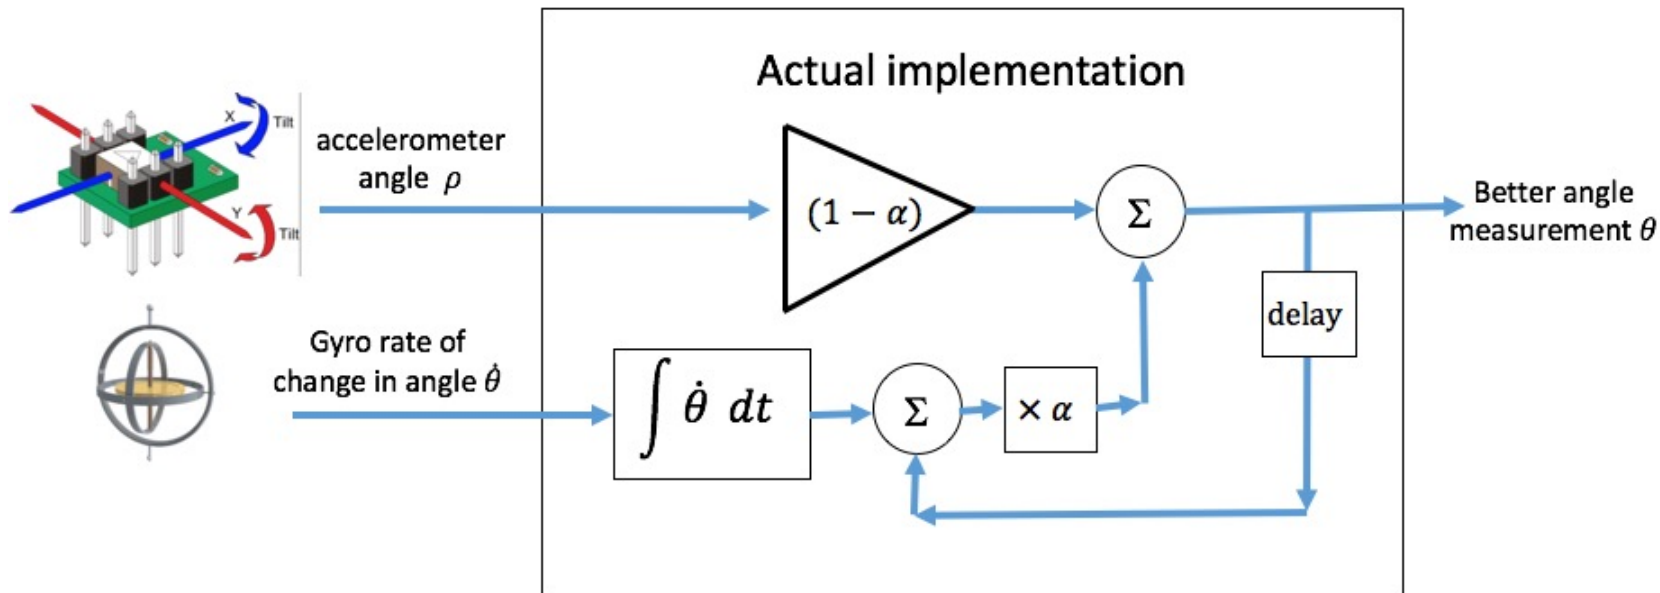 Actual implementation
X
Tilt
Y
Tilt
accelerometer
angle ρ
(1 − α)
Σ
Better angle
measurement θ
delay
Gyro rate of
change in angle θ̇
∫ θ̇ dt
Σ
× α